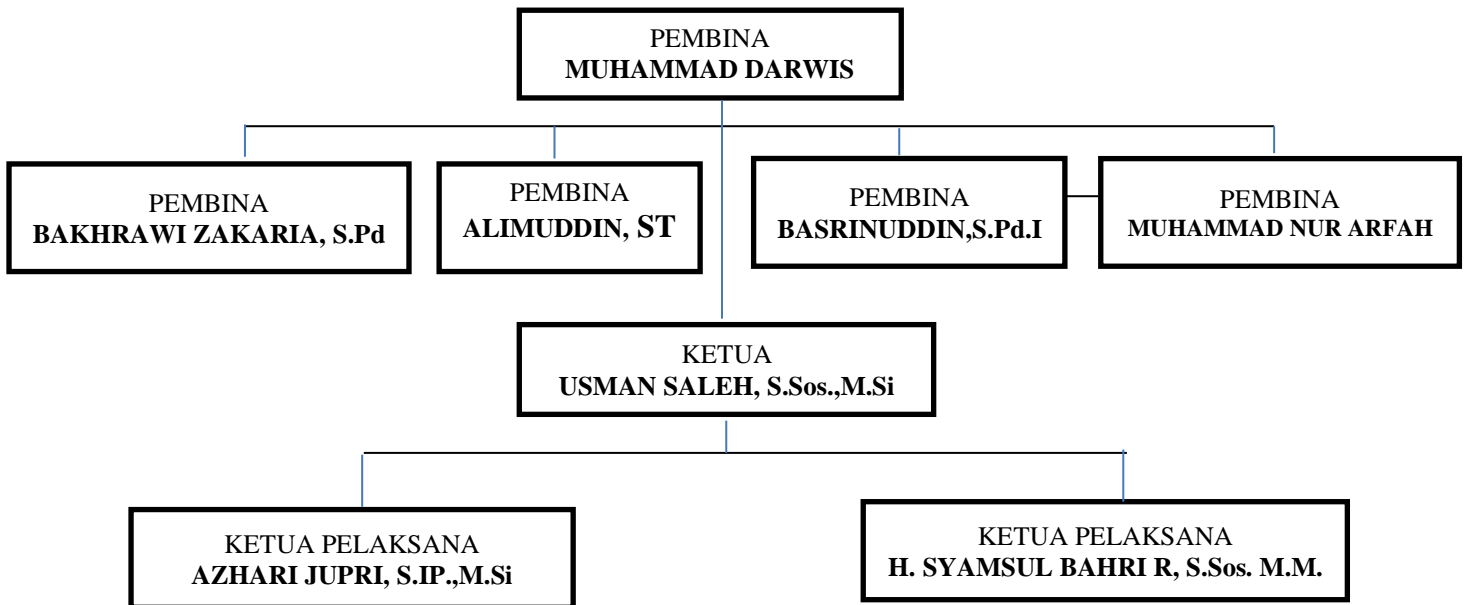 PEMBINA
MUHAMMAD DARWIS
PEMBINA
BAKHRAWI ZAKARIA, S.Pd
PEMBINA
ALIMUDDIN, ST
PEMBINA
BASRINUDDIN,S.Pd.I
PEMBINA
MUHAMMAD NUR ARFAH
KETUA
USMAN SALEH, S.Sos.,M.Si
KETUA PELAKSANA
AZHARI JUPRI, S.IP.,M.Si
KETUA PELAKSANA
H. SYAMSUL BAHRI R, S.Sos. M.M.